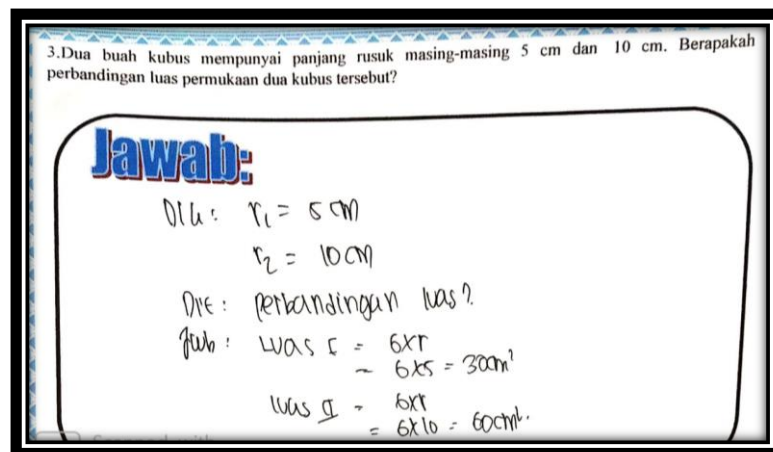 3.Dua buah kubus mempunyai panjang rusuk masing-masing 5 cm dan 10 cm. Berapakah
perbandingan luas permukaan dua kubus tersebut?
Jawab:
Dik : r₁ = 5 cm
r₂ = 10 cm
Dit : perbandingan luas?
Jwb : Luas I = 6xr
= 6x5 = 30cm²
luas II = 6xr
= 6x10 = 60cm².